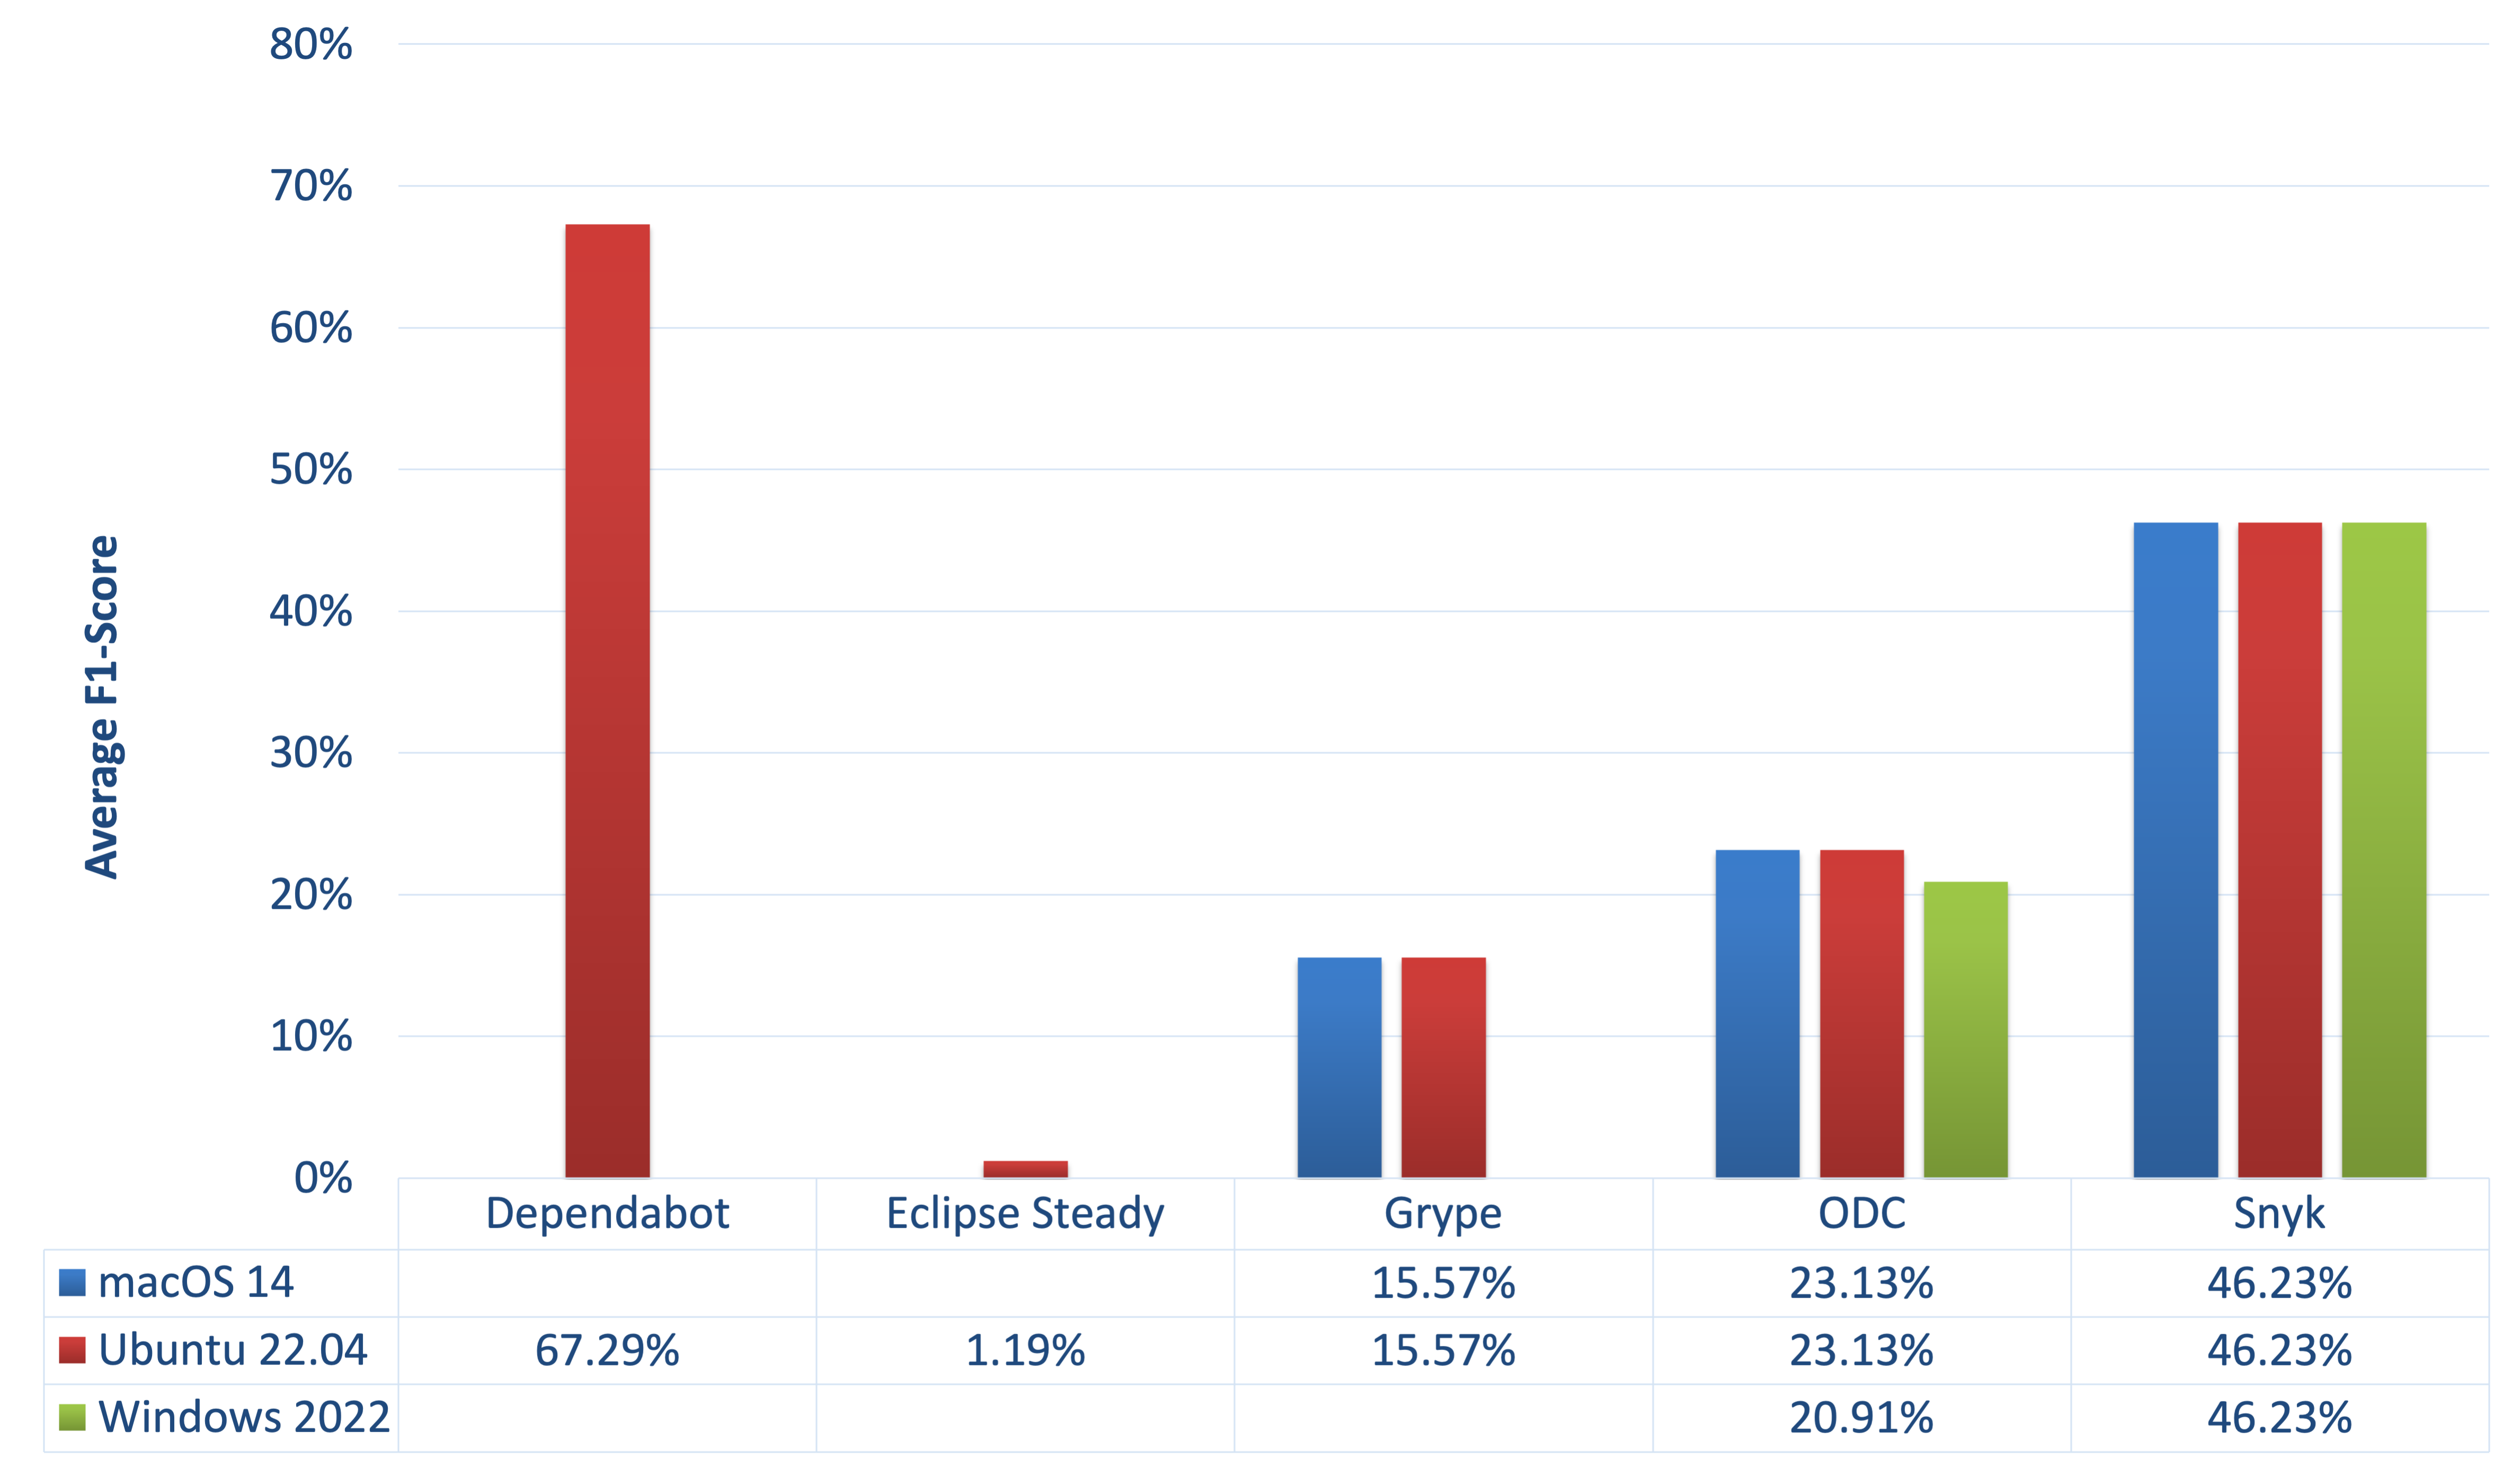 80%
70%
60%
50%
40%
30%
20%
10%
0%
Average F1-Score
Dependabot Eclipse Steady Grype ODC Snyk
macOS 14 15.57% 23.13% 46.23%
Ubuntu 22.04 67.29% 1.19% 15.57% 23.13% 46.23%
Windows 2022 20.91% 46.23%